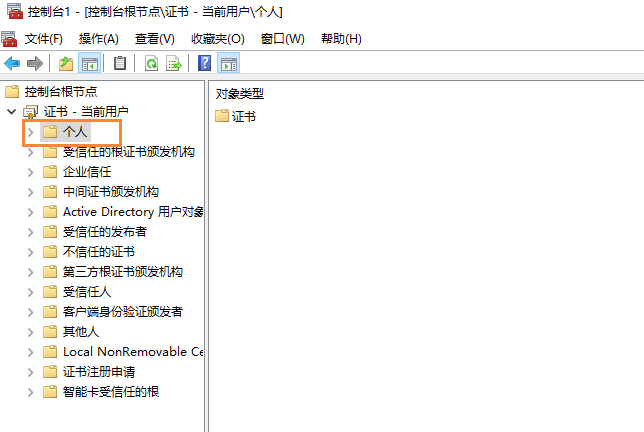 控制台1 - [控制台根节点\证书 - 当前用户\个人]
文件(F) 操作(A) 查看(V) 收藏夹(O) 窗口(W) 帮助(H)
控制台根节点
证书 - 当前用户
个人
受信任的根证书颁发机构
企业信任
中间证书颁发机构
Active Directory 用户对象
受信任的发布者
不信任的证书
第三方根证书颁发机构
受信任人
客户端身份验证颁发者
其他人
Local NonRemovable Ce
证书注册申请
智能卡受信任的根
对象类型
证书